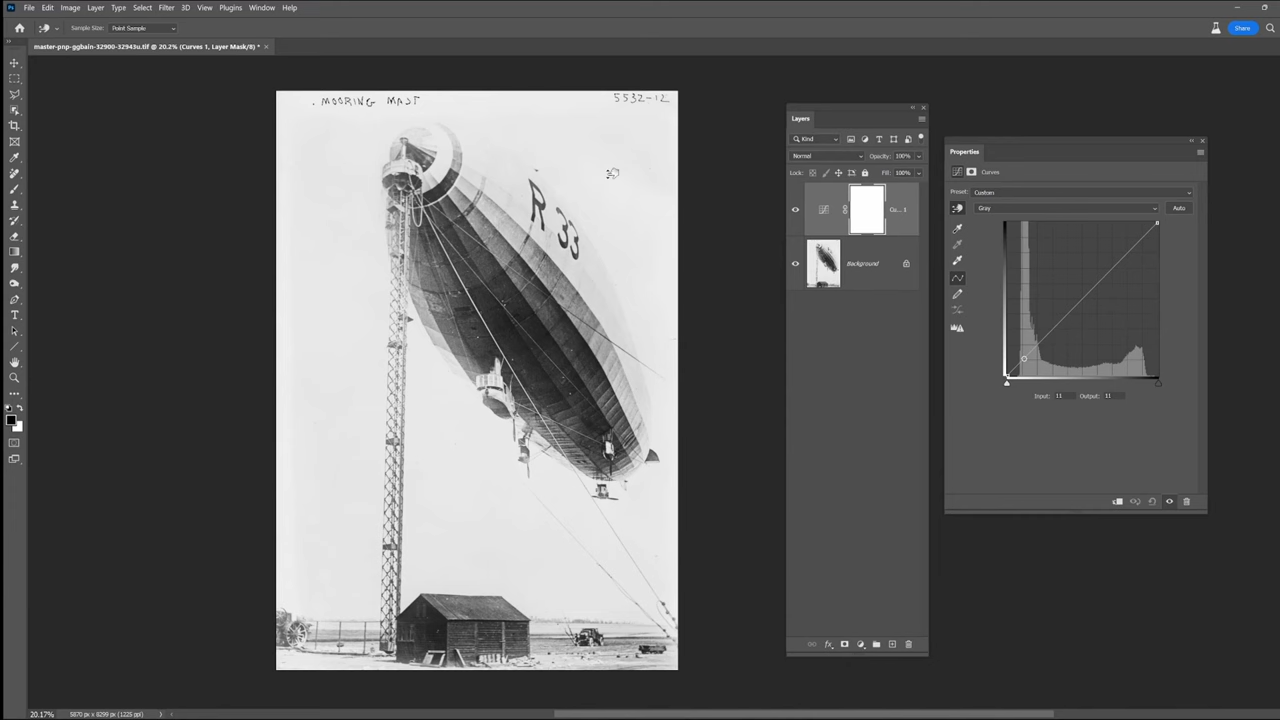 Ps File Edit Image Layer Type Select Filter 3D View Plugins Window Help
Sample Size: Point Sample Share
master-pnp-ggbain-32900-32943u.tif @ 20.2% (Curves 1, Layer Mask/8) * ×
. MOORING MAST 5532-12
R 33
Layers
Kind
Normal Opacity: 100%
Lock: Fill: 100%
Cu... 1
Background
Properties
Curves
Preset: Custom
Gray Auto
Input: 11 Output: 11
20.17% 5870 px x 8299 px (1225 ppi)